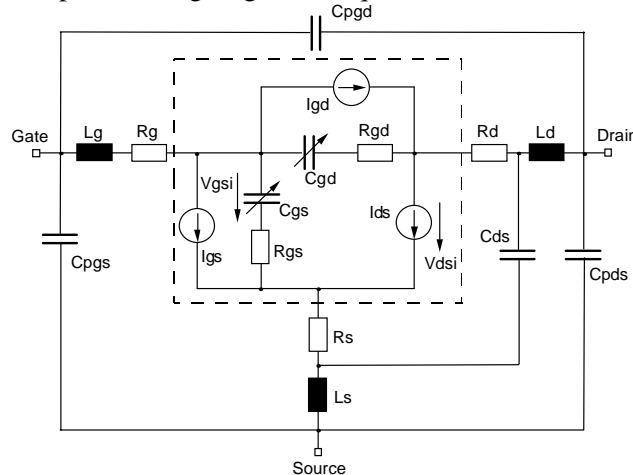 Cpgd
Igd
Gate
Lg
Rg
Rgd
Rd
Ld
Drain
Cgd
Vgsi
Cgs
Ids
Cds
Igs
Rgs
Vdsi
Cpgs
Cpds
Rs
Ls
Source